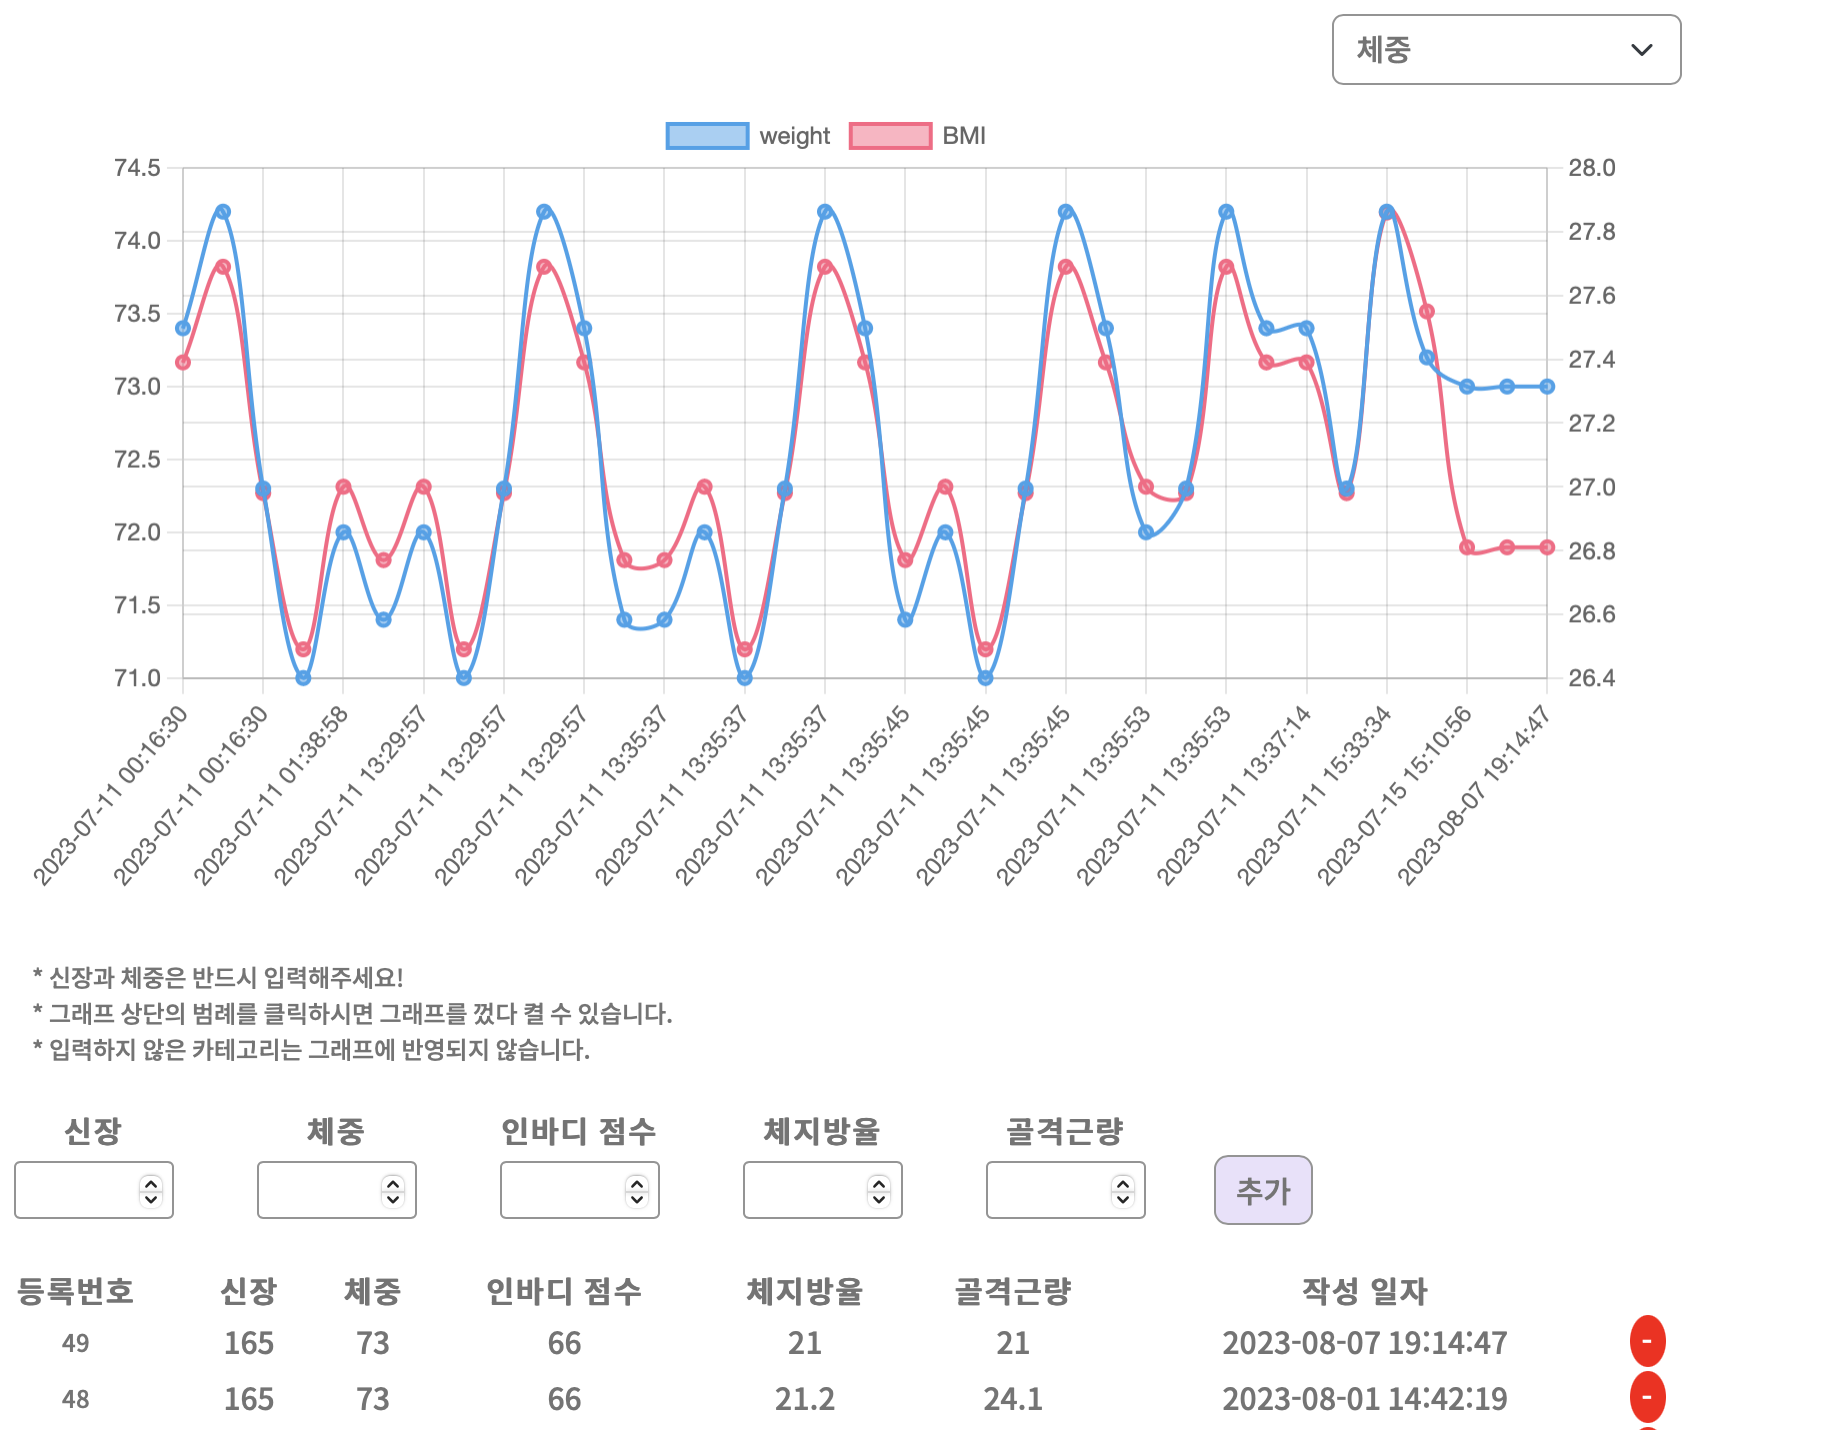 체중
weight BMI
74.5 28.0
74.0 27.8
73.5 27.6
73.0 27.4
72.5 27.2
72.0 27.0
71.5 26.8
71.0 26.6
26.4
2023-07-11 00:16:30
2023-07-11 00:16:30
2023-07-11 01:38:58
2023-07-11 13:29:57
2023-07-11 13:29:57
2023-07-11 13:29:57
2023-07-11 13:35:37
2023-07-11 13:35:37
2023-07-11 13:35:37
2023-07-11 13:35:45
2023-07-11 13:35:45
2023-07-11 13:35:45
2023-07-11 13:35:53
2023-07-11 13:35:53
2023-07-11 13:37:14
2023-07-11 15:33:34
2023-07-15 15:10:56
2023-08-07 19:14:47
* 신장과 체중은 반드시 입력해주세요!
* 그래프 상단의 범례를 클릭하시면 그래프를 껐다 켤 수 있습니다.
* 입력하지 않은 카테고리는 그래프에 반영되지 않습니다.
신장 체중 인바디 점수 체지방율 골격근량
추가
등록번호 신장 체중 인바디 점수 체지방율 골격근량 작성 일자
49 165 73 66 21 21 2023-08-07 19:14:47 -
48 165 73 66 21.2 24.1 2023-08-01 14:42:19 -